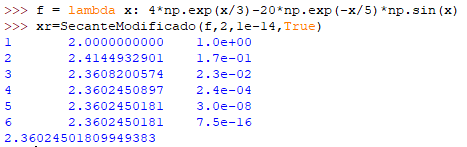 >>> f = lambda x: 4*np.exp(x/3)-20*np.exp(-x/5)*np.sin(x)
>>> xr=SecanteModificado(f,2,1e-14,True)
1 2.0000000000 1.0e+00
2 2.4144932901 1.7e-01
3 2.3608200574 2.3e-02
4 2.3602450897 2.4e-04
5 2.3602450181 3.0e-08
6 2.3602450181 7.5e-16
2.36024501809949383